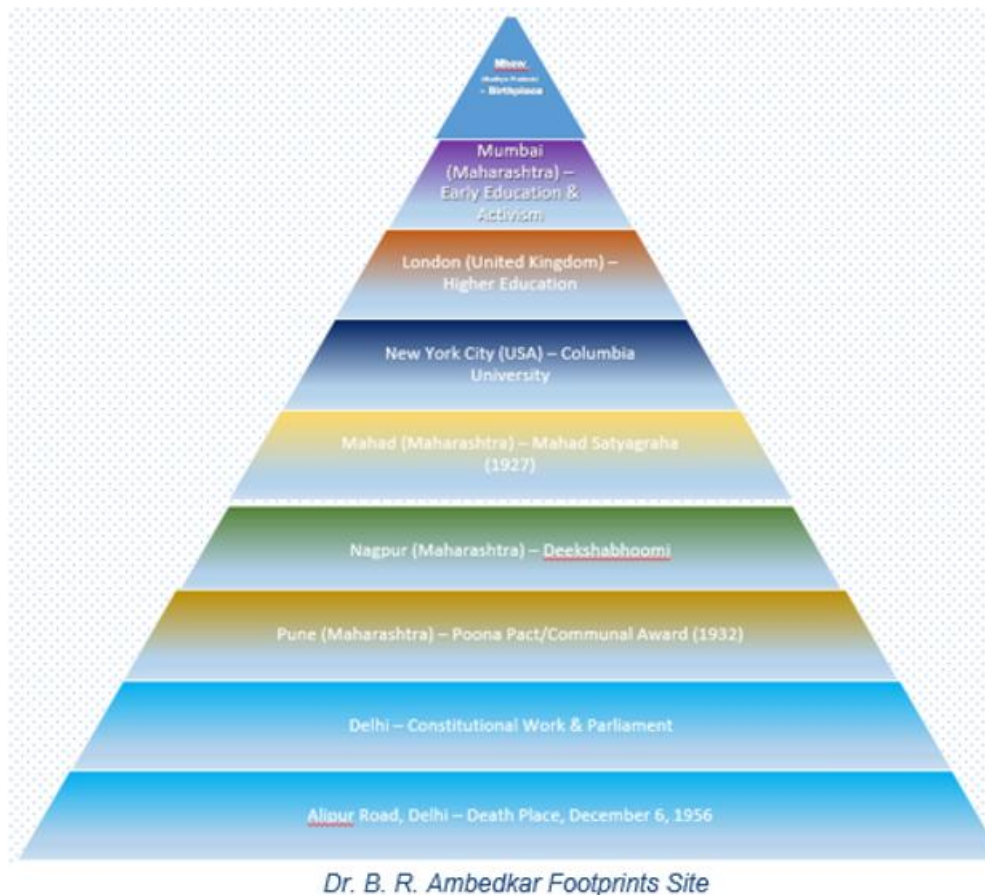 Mhow
(Madhya Pradesh)
– Birthplace
Mumbai
(Maharashtra) –
Early Education &
Activism
London (United Kingdom) –
Higher Education
New York City (USA) – Columbia
University
Mahad (Maharashtra) – Mahad Satyagraha
(1927)
Nagpur (Maharashtra) – Deekshabhoomi
Pune (Maharashtra) – Poona Pact/Communal Award (1932)
Delhi – Constitutional Work & Parliament
Alipur Road, Delhi – Death Place, December 6, 1956
Dr. B. R. Ambedkar Footprints Site